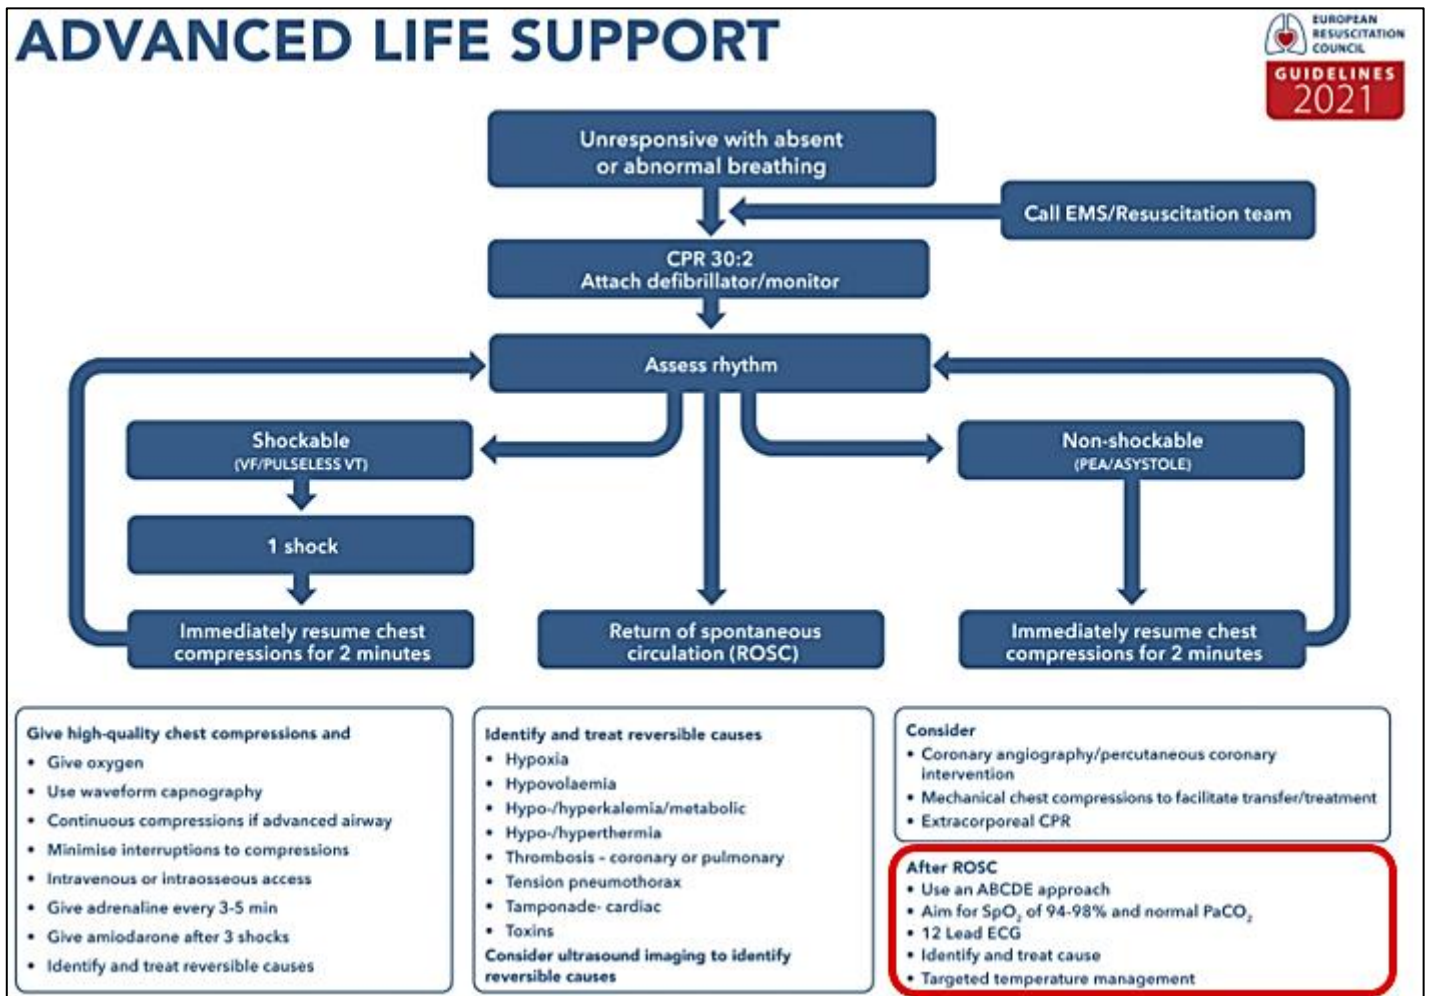 ADVANCED LIFE SUPPORT
EUROPEAN
RESUSCITATION
COUNCIL
GUIDELINES
2021
Unresponsive with absent
or abnormal breathing
Call EMS/Resuscitation team
CPR 30:2
Attach defibrillator/monitor
Assess rhythm
Shockable
(VF/PULSELESS VT)
Non-shockable
(PEA/ASYSTOLE)
1 shock
Immediately resume chest
compressions for 2 minutes
Return of spontaneous
circulation (ROSC)
Immediately resume chest
compressions for 2 minutes
Give high-quality chest compressions and
• Give oxygen
• Use waveform capnography
• Continuous compressions if advanced airway
• Minimise interruptions to compressions
• Intravenous or intraosseous access
• Give adrenaline every 3-5 min
• Give amiodarone after 3 shocks
• Identify and treat reversible causes
Identify and treat reversible causes
• Hypoxia
• Hypovolaemia
• Hypo-/hyperkalemia/metabolic
• Hypo-/hyperthermia
• Thrombosis - coronary or pulmonary
• Tension pneumothorax
• Tamponade- cardiac
• Toxins
Consider ultrasound imaging to identify
reversible causes
Consider
• Coronary angiography/percutaneous coronary
intervention
• Mechanical chest compressions to facilitate transfer/treatment
• Extracorporeal CPR
After ROSC
• Use an ABCDE approach
• Aim for SpO₂ of 94-98% and normal PaCO₂
• 12 Lead ECG
• Identify and treat cause
• Targeted temperature management